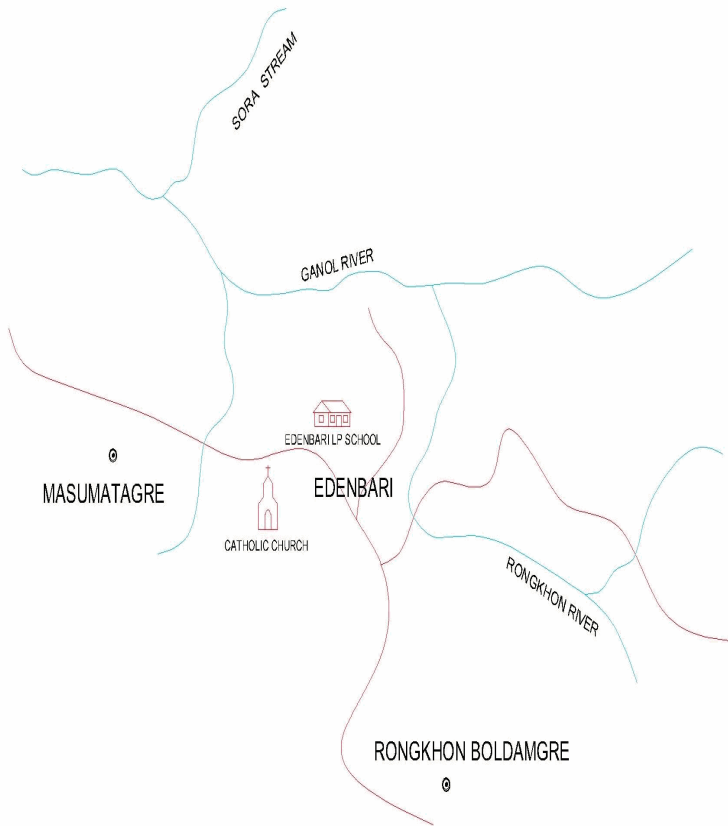 SORA STREAM
GANOL RIVER
EDENBARI LP SCHOOL
MASUMATAGRE
EDENBARI
CATHOLIC CHURCH
RONGKHON RIVER
RONGKHON BOLDAMGRE